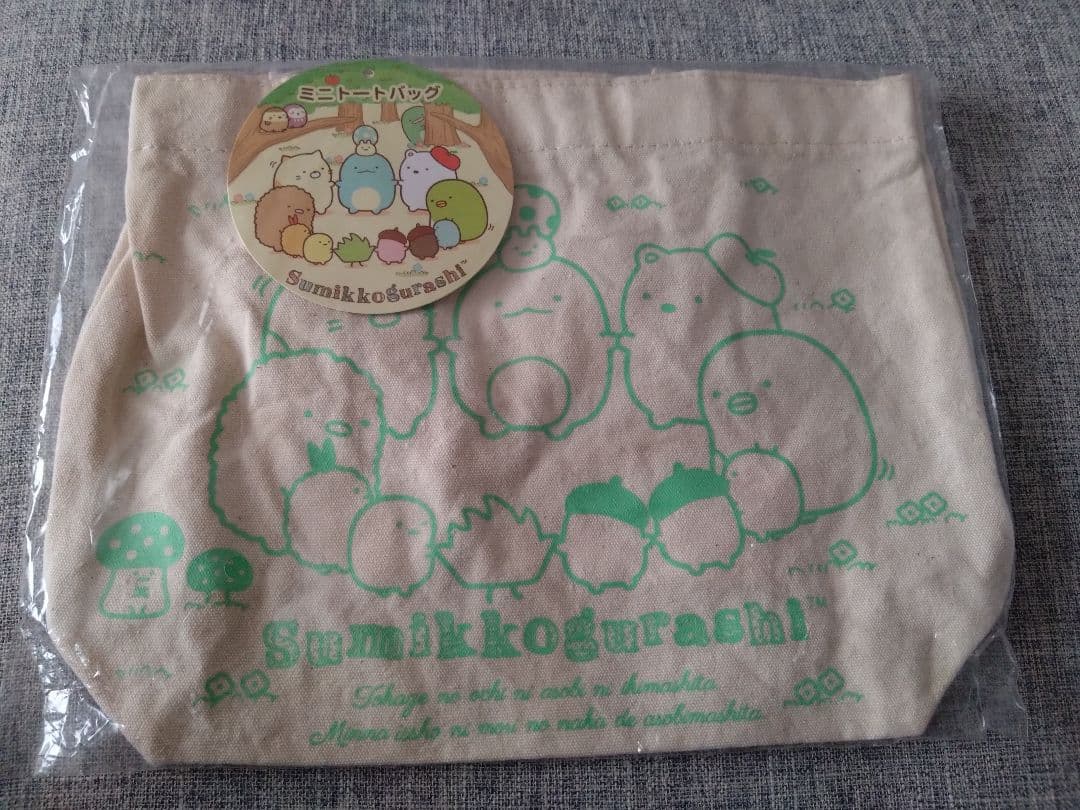 ミニトートバッグ
Sumikkogurashi™
Sumikkogurashi™
Tokage no ochi ni asobi ni ikimashita.
Minna issho ni mori no naka de asobimashita.